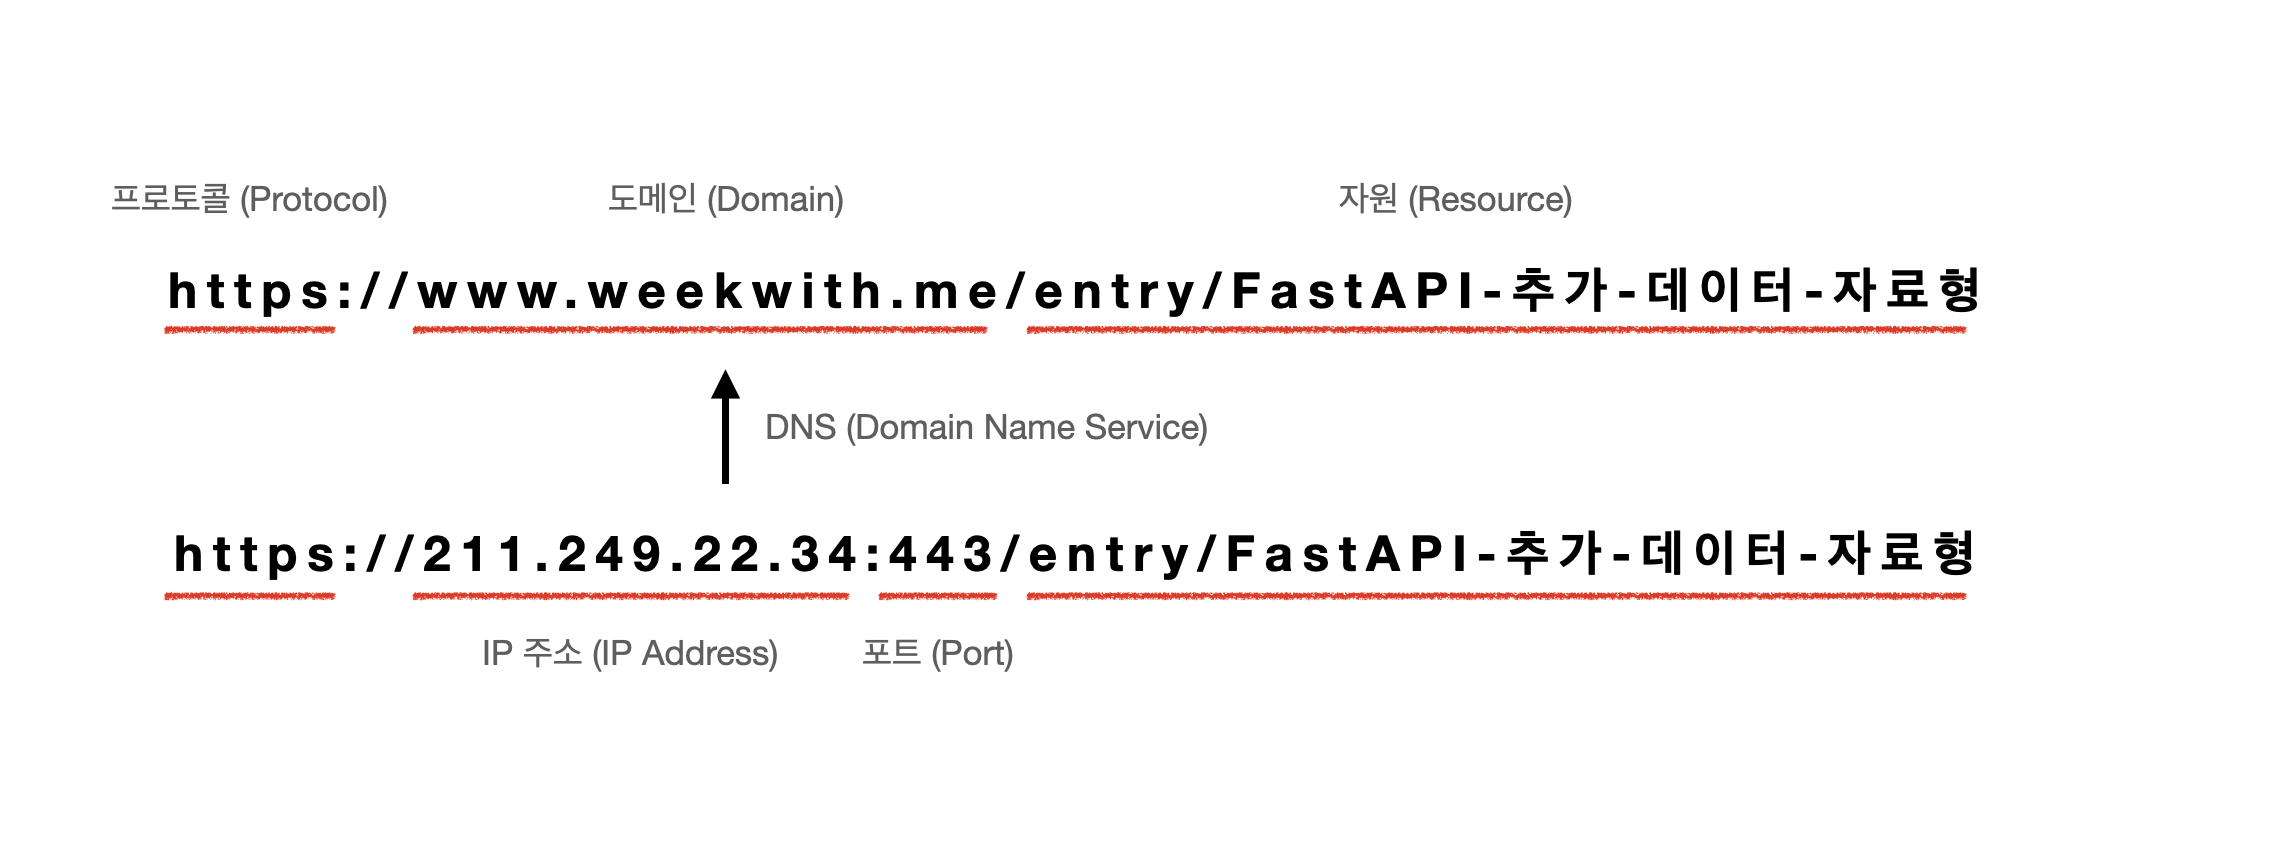 프로토콜 (Protocol) 도메인 (Domain) 자원 (Resource)
https://www.weekwith.me/entry/FastAPI-추가-데이터-자료형
DNS (Domain Name Service)
https://211.249.22.34:443/entry/FastAPI-추가-데이터-자료형
IP 주소 (IP Address) 포트 (Port)